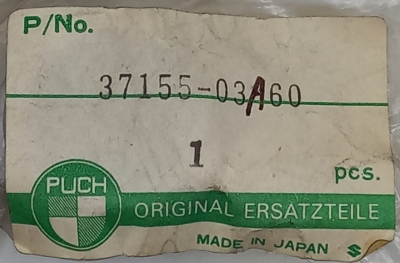 P/No.
37155-03A60
1
pcs.
PUCH
ORIGINAL ERSATZTEILE
MADE IN JAPAN